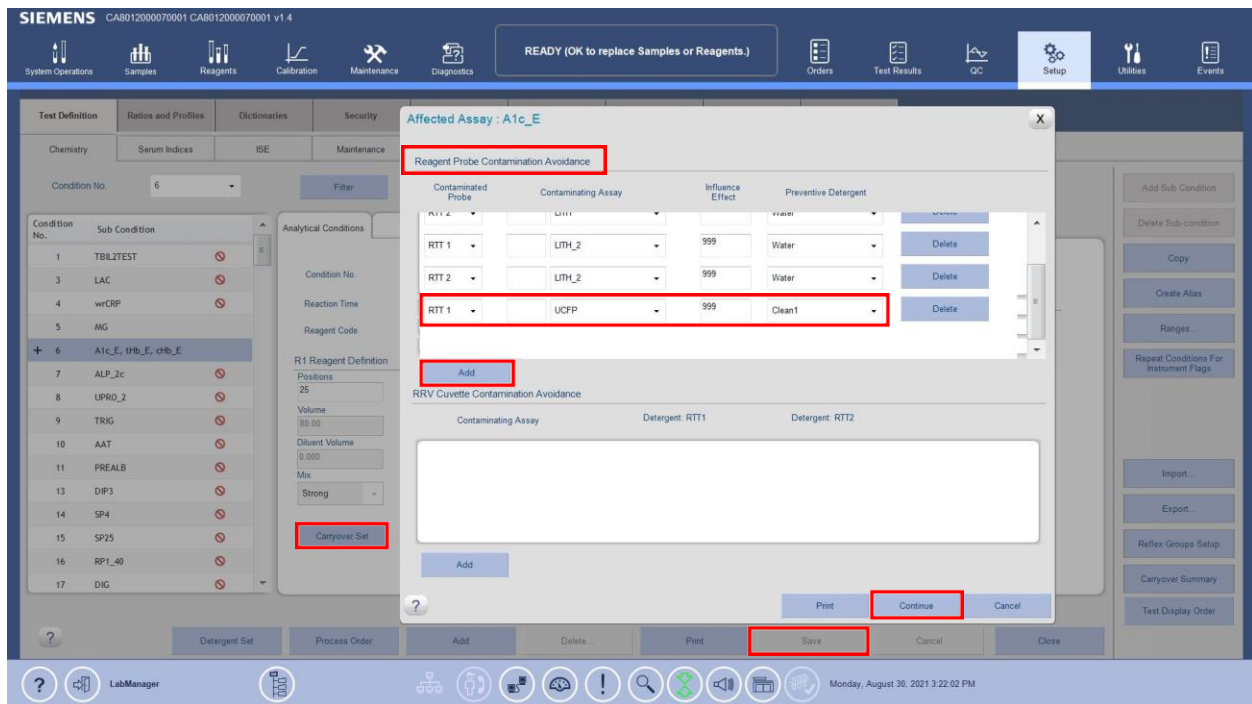 SIEMENS CA8012000070001 CA8012000070001 v1.4
System Operations Samples Reagents Calibration Maintenance Diagnostics READY (OK to replace Samples or Reagents.) Orders Test Results QC Setup Utilities Events
Test Definition Ratios and Profiles Dictionaries Security
Chemistry Serum Indices ISE Maintenance
Condition No. 6 Filter
Condition No. Sub Condition
1 TBIL2TEST
3 LAC
4 wrCRP
5 MG
+ 6 A1c_E, tHb_E, cHb_E
7 ALP_2c
8 UPRO_2
9 TRIG
10 AAT
11 PREALB
13 DIP3
14 SP4
15 SP25
16 RP1_40
17 DIG
Analytical Conditions
Condition No
Reaction Time
Reagent Code
R1 Reagent Definition
Positions
25
Volume
80.00
Diluent Volume
0.000
Mix
Strong
Carryover Set
Affected Assay : A1c_E X
Reagent Probe Contamination Avoidance
Contaminated Probe Contaminating Assay Influence Effect Preventive Detergent
RTT 1 LITH_2 999 Water Delete
RTT 2 LITH_2 999 Water Delete
RTT 1 UCFP 999 Clean1 Delete
Add
RRV Cuvette Contamination Avoidance
Contaminating Assay Detergent: RTT1 Detergent: RTT2
Add
? Print Continue Cancel
Add Sub Condition
Delete Sub-condition
Copy
Create Alias
Ranges...
Repeat Conditions For
Instrument Flags
Import...
Export...
Reflex Groups Setup
Carryover Summary
Test Display Order
? Detergent Set Process Order Add Delete... Print Save Cancel Close
? LabManager ! Monday, August 30, 2021 3:22:02 PM